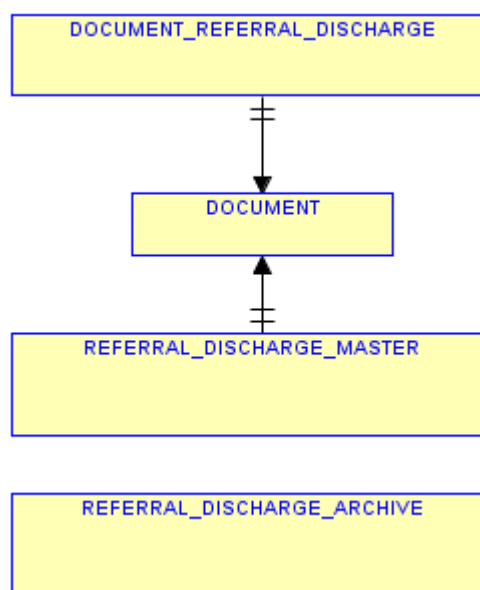 DOCUMENT_REFERRAL_DISCHARGE
DOCUMENT
REFERRAL_DISCHARGE_MASTER
REFERRAL_DISCHARGE_ARCHIVE